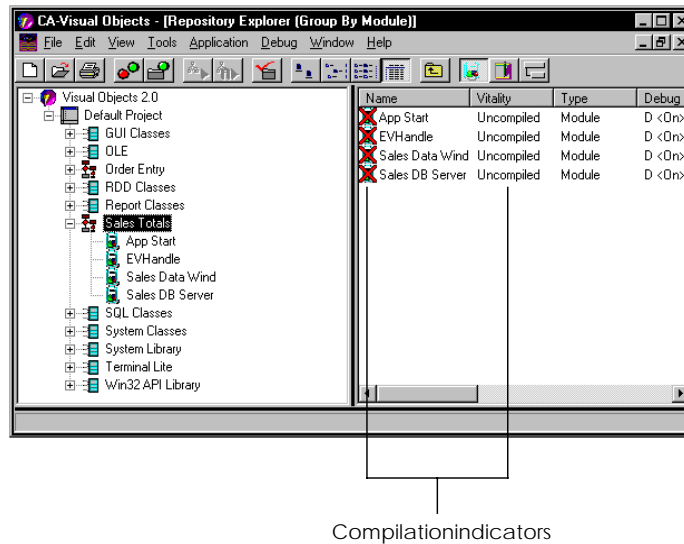 CA-Visual Objects - [Repository Explorer (Group By Module)]
File Edit View Tools Application Debug Window Help
Visual Objects 2.0
Default Project
GUI Classes
OLE
Order Entry
RDD Classes
Report Classes
Sales Totals
App Start
EVHandle
Sales Data Wind
Sales DB Server
SQL Classes
System Classes
System Library
Terminal Lite
Win32 API Library
Name Vitality Type Debug
App Start Uncompiled Module D <On>
EVHandle Uncompiled Module D <On>
Sales Data Wind Uncompiled Module D <On>
Sales DB Server Uncompiled Module D <On>
Compilationindicators